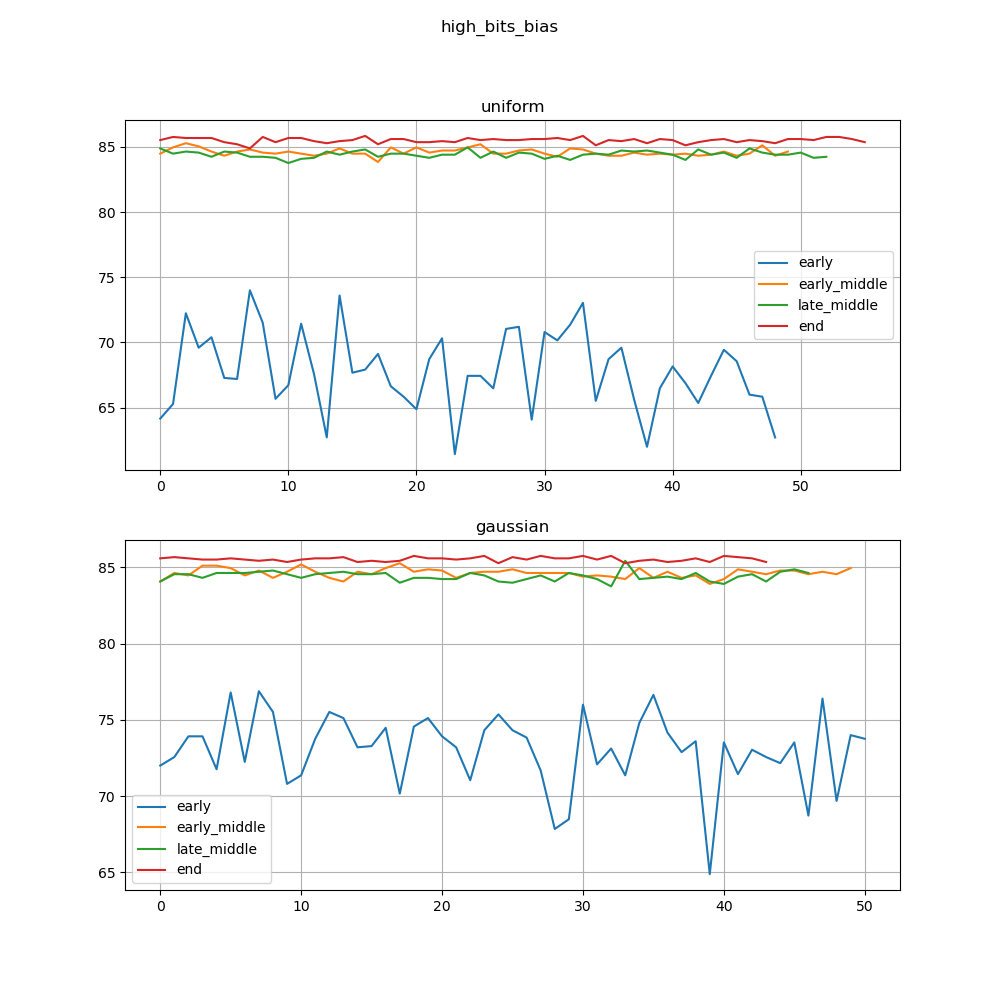 high_bits_bias
uniform
85
80
75
70
65
early
early_middle
late_middle
end
0 10 20 30 40 50
gaussian
85
80
75
70
65
early
early_middle
late_middle
end
0 10 20 30 40 50